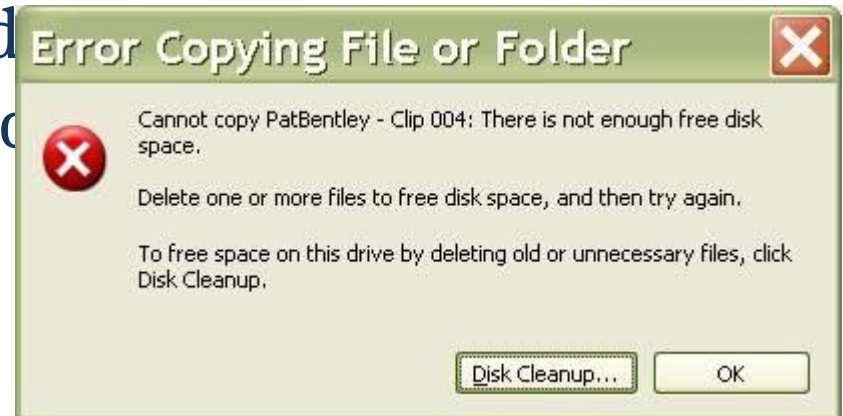 Error Copying File or Folder
Cannot copy PatBentley - Clip 004: There is not enough free disk
space.
Delete one or more files to free disk space, and then try again.
To free space on this drive by deleting old or unnecessary files, click
Disk Cleanup.
Disk Cleanup... OK